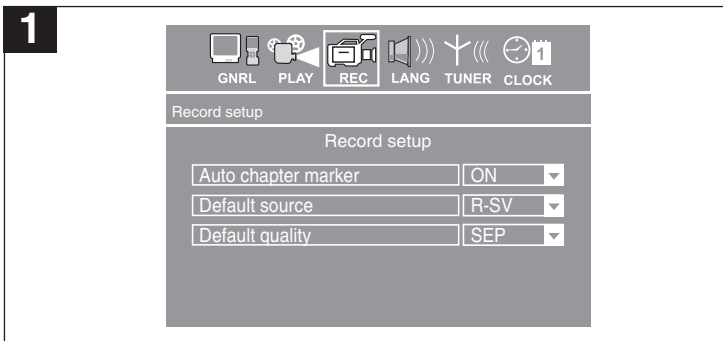 1
1
GNRL PLAY REC LANG TUNER CLOCK
Record setup
Record setup
Auto chapter marker ON
Default source R-SV
Default quality SEP